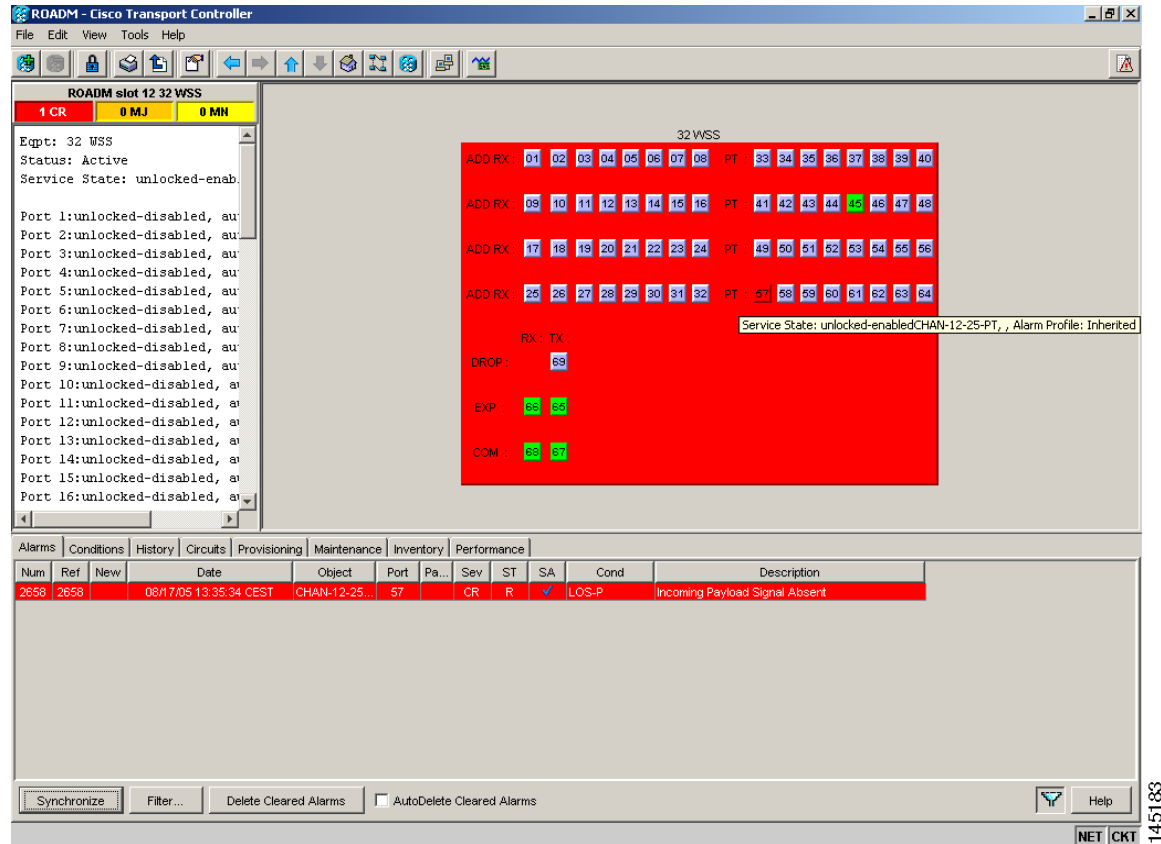 ROADM - Cisco Transport Controller
File Edit View Tools Help
ROADM slot 12 32 WSS
1 CR 0 MJ 0 MN
Eqpt: 32 WSS
Status: Active
Service State: unlocked-enab
Port 1:unlocked-disabled, au
Port 2:unlocked-disabled, au
Port 3:unlocked-disabled, au
Port 4:unlocked-disabled, au
Port 5:unlocked-disabled, au
Port 6:unlocked-disabled, au
Port 7:unlocked-disabled, au
Port 8:unlocked-disabled, au
Port 9:unlocked-disabled, au
Port 10:unlocked-disabled, au
Port 11:unlocked-disabled, au
Port 12:unlocked-disabled, au
Port 13:unlocked-disabled, au
Port 14:unlocked-disabled, au
Port 15:unlocked-disabled, au
Port 16:unlocked-disabled, au
32 WSS
ADD RX : 01 02 03 04 05 06 07 08 PT : 33 34 35 36 37 38 39 40
ADD RX : 09 10 11 12 13 14 15 16 PT : 41 42 43 44 45 46 47 48
ADD RX : 17 18 19 20 21 22 23 24 PT : 49 50 51 52 53 54 55 56
ADD RX : 25 26 27 28 29 30 31 32 PT : 57 58 59 60 61 62 63 64
Service State: unlocked-enabledCHAN-12-25-PT, , Alarm Profile: Inherited
RX : TX :
DROP : 69
EXP : 66 65
COM : 68 67
Alarms Conditions History Circuits Provisioning Maintenance Inventory Performance
Num Ref New Date Object Port Pa... Sev ST SA Cond Description
2658 2658 08/17/05 13:35:34 CEST CHAN-12-25... 57 CR R LOS-P Incoming Payload Signal Absent
Synchronize Filter... Delete Cleared Alarms AutoDelete Cleared Alarms Help
NET CKT
145183